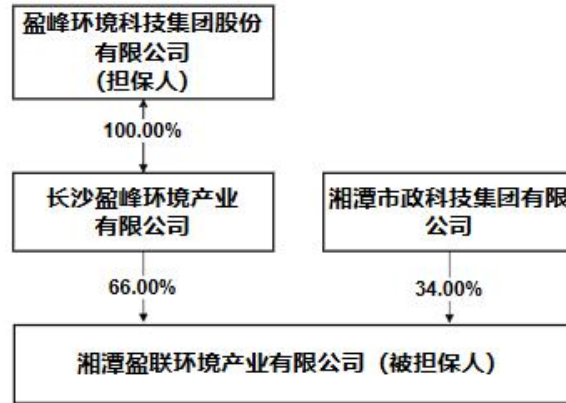 盈峰环境科技集团股份
有限公司
（担保人）
100.00%
长沙盈峰环境产业
有限公司
湘潭市政科技集团有限
公司
66.00%
34.00%
湘潭盈联环境产业有限公司（被担保人）